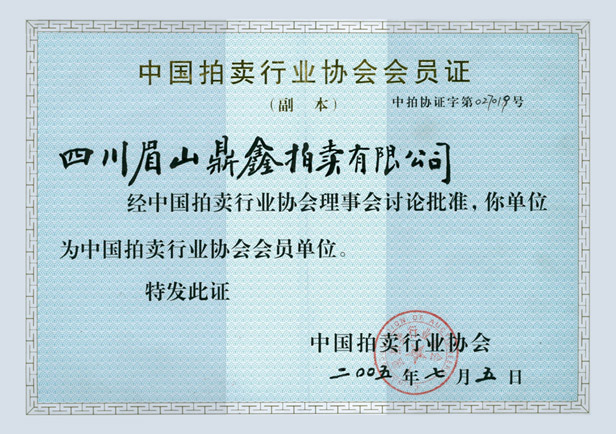 中国拍卖行业协会会员证
（副 本）
中拍协证字第027019号
四川眉山鼎鑫拍卖有限公司
经中国拍卖行业协会理事会讨论批准，你单位
为中国拍卖行业协会会员单位。
特发此证
中国拍卖行业协会
二00五年七月五日